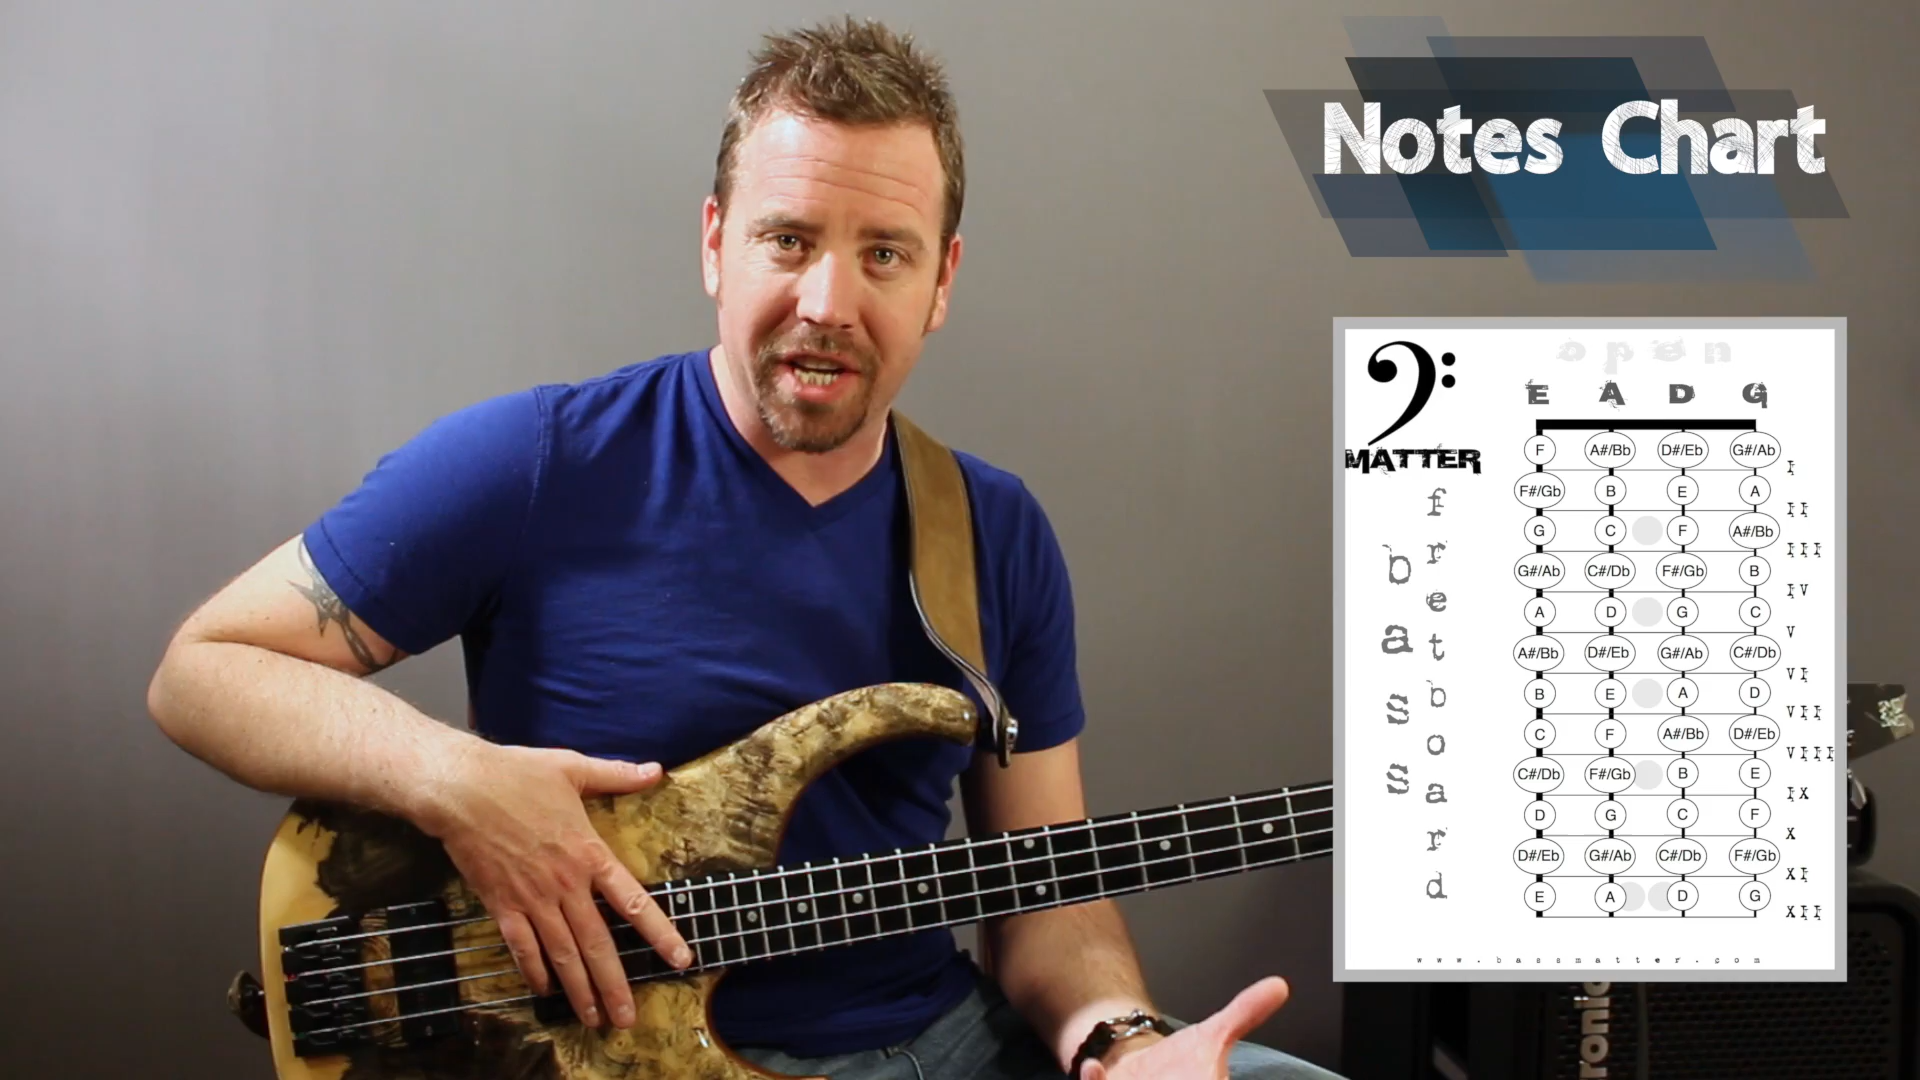 Notes Chart
open
E A D G
MATTER
bass
fretboard
F A#/Bb D#/Eb G#/Ab I
F#/Gb B E A II
G C F A#/Bb III
G#/Ab C#/Db F#/Gb B IV
A D G C V
A#/Bb D#/Eb G#/Ab C#/Db VI
B E A D VII
C F A#/Bb D#/Eb VIII
C#/Db F#/Gb B E IX
D G C F X
D#/Eb G#/Ab C#/Db F#/Gb XI
E A D G XII
www.bassmatter.com
ronic